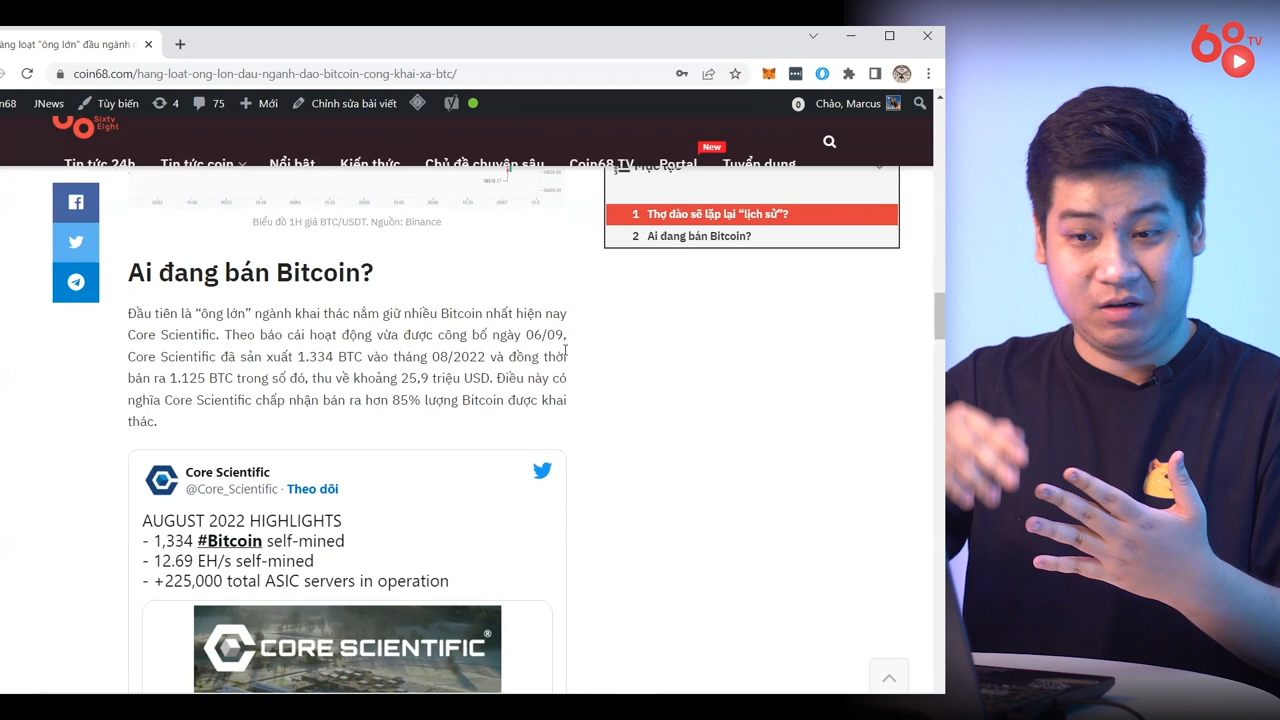 àng loạt “ông lớn” đầu ngành
coin68.com/hang-loat-ong-lon-dau-nganh-dao-bitcoin-cong-khai-xa-btc/
n68 JNews Tùy biến 4 75 Mới Chỉnh sửa bài viết 0 Chào, Marcus
Sixty
Eight
New
Tin tức 24h Tin tức coin Nổi bật Kiến thức Chủ đề chuyên sâu Coin68 TV Portal Tuyển dụng
Mục lục
1 Thợ đào sẽ lặp lại “lịch sử”?
2 Ai đang bán Bitcoin?
Biểu đồ 1H giá BTC/USDT. Nguồn: Binance
Ai đang bán Bitcoin?
Đầu tiên là “ông lớn” ngành khai thác nắm giữ nhiều Bitcoin nhất hiện nay
Core Scientific. Theo báo cái hoạt động vừa được công bố ngày 06/09,
Core Scientific đã sản xuất 1.334 BTC vào tháng 08/2022 và đồng thời
bán ra 1.125 BTC trong số đó, thu về khoảng 25,9 triệu USD. Điều này có
nghĩa Core Scientific chấp nhận bán ra hơn 85% lượng Bitcoin được khai
thác.
Core Scientific
@Core_Scientific · Theo dõi
AUGUST 2022 HIGHLIGHTS
- 1,334 #Bitcoin self-mined
- 12.69 EH/s self-mined
- +225,000 total ASIC servers in operation
CORE SCIENTIFIC®
68 TV